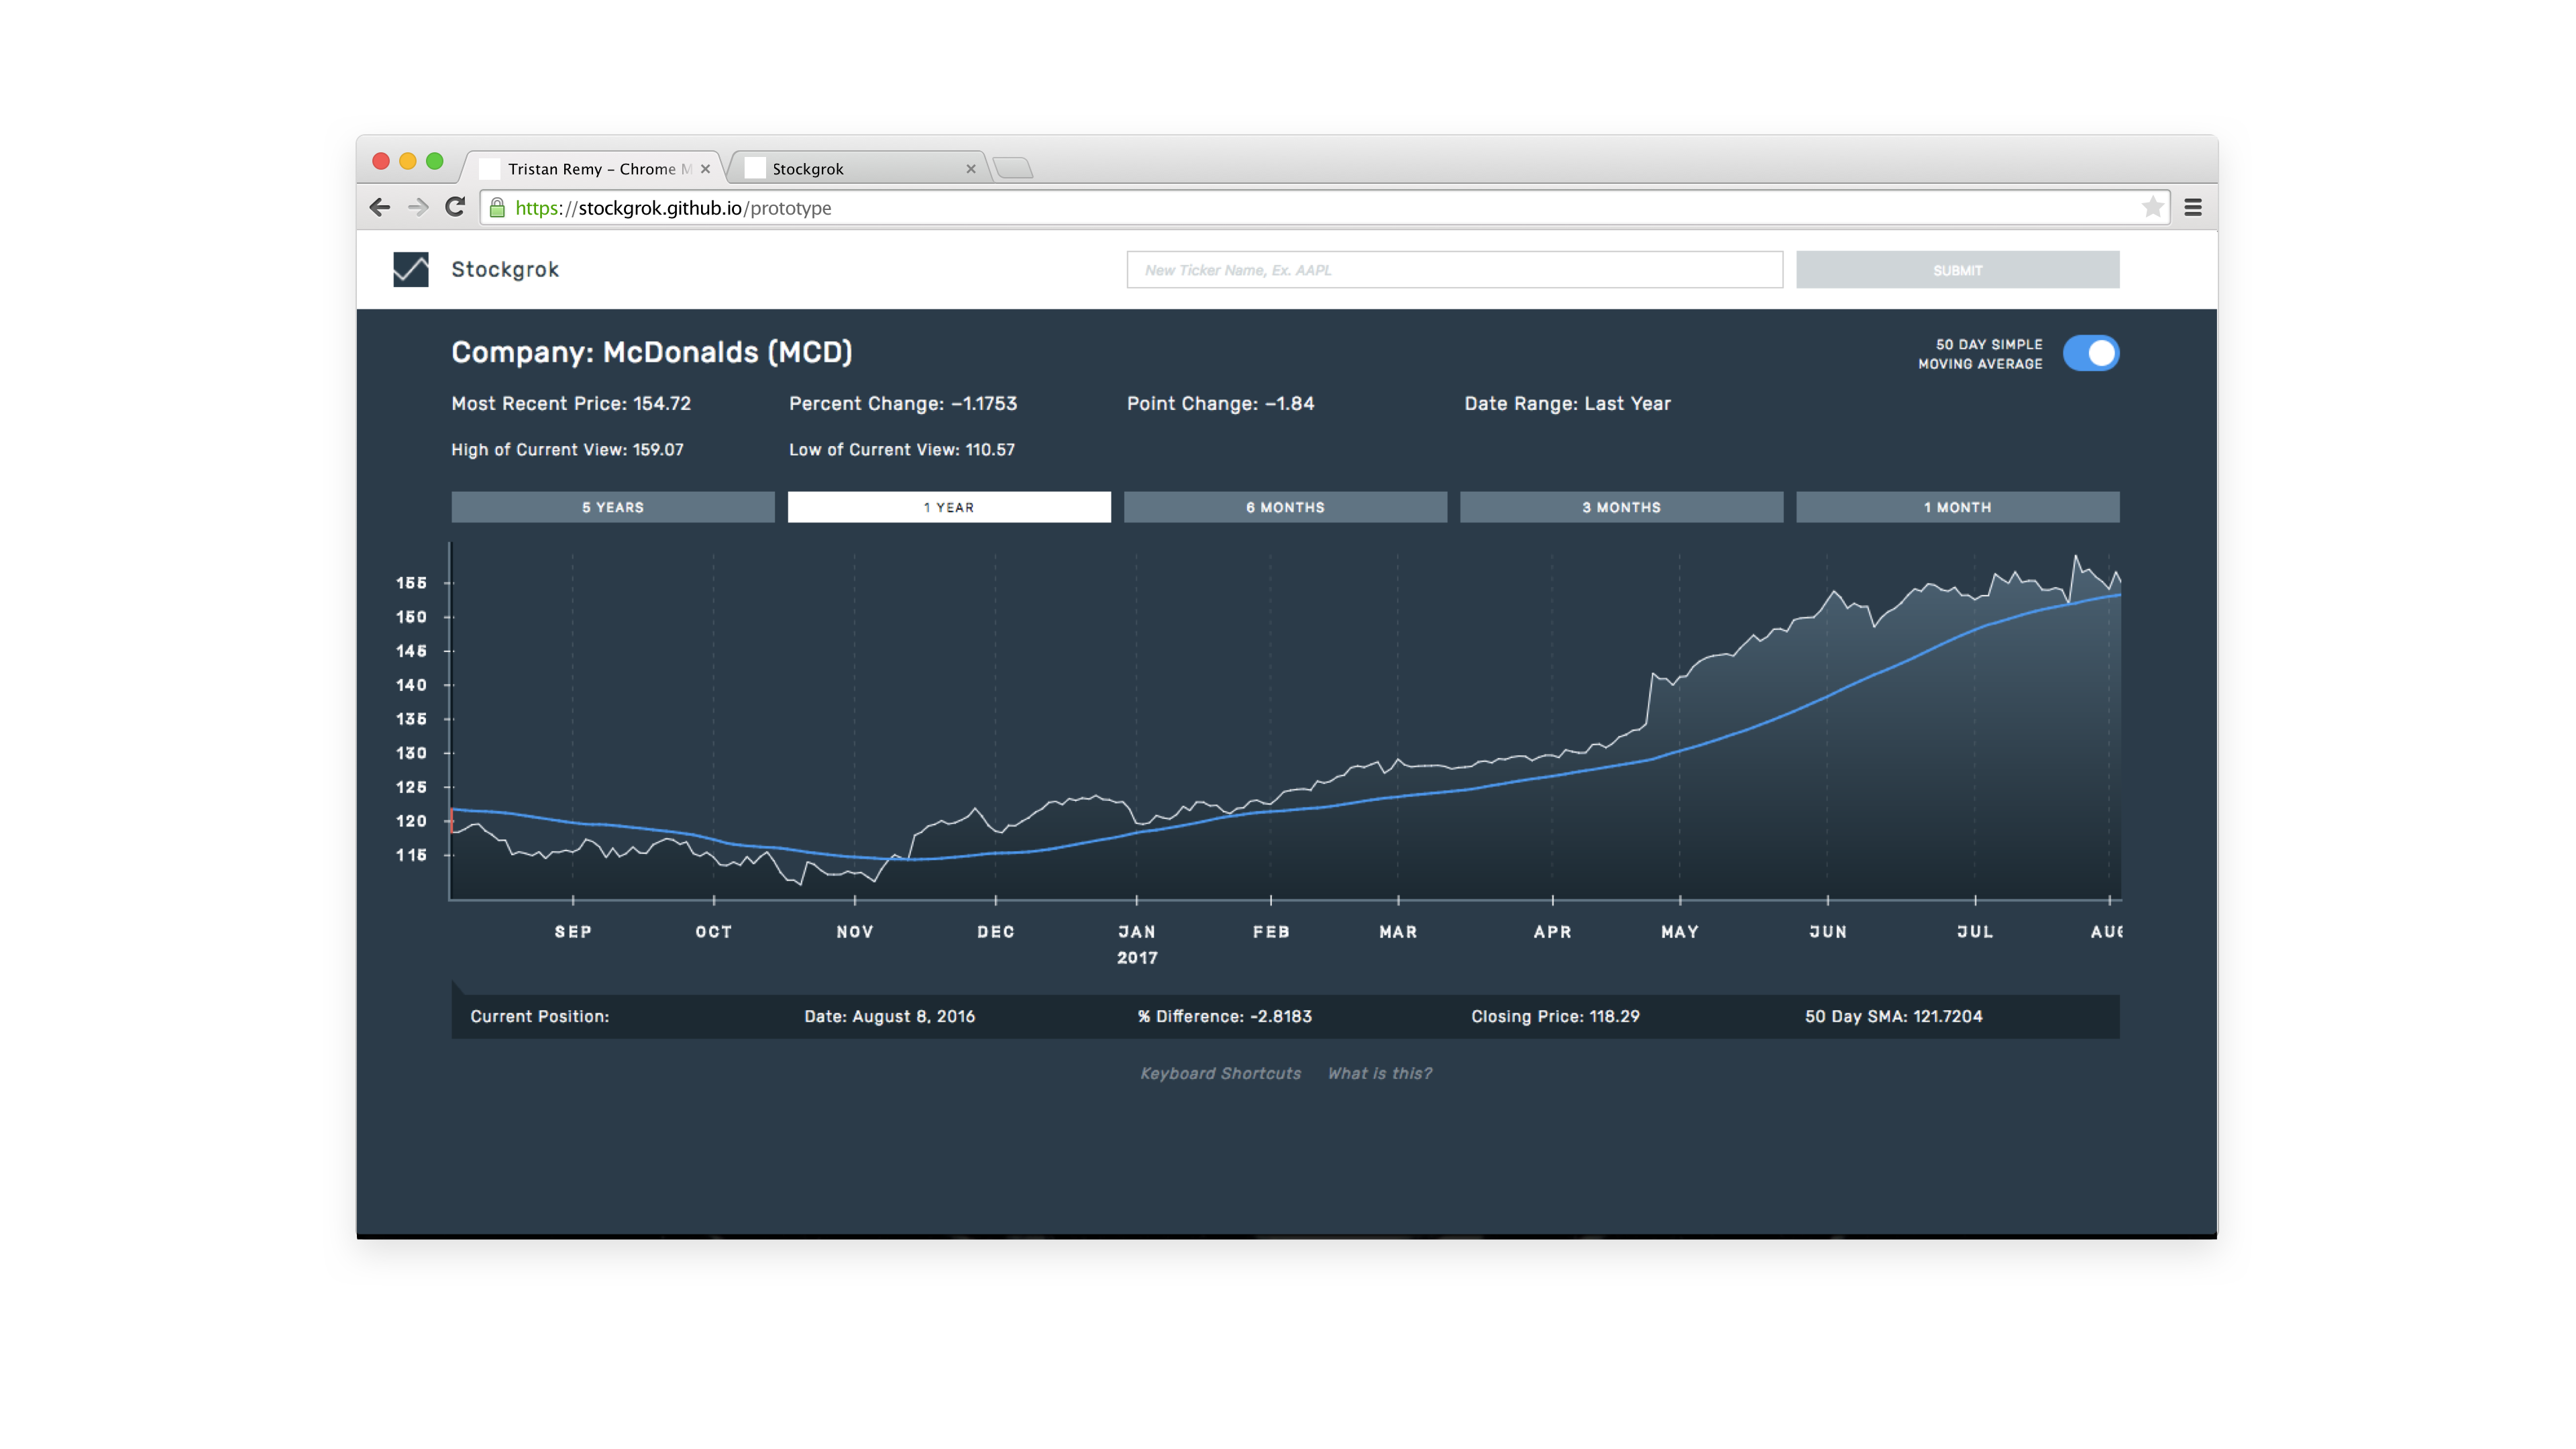 Tristan Remy – Chrome M
Stockgrok
https://stockgrok.github.io/prototype
Stockgrok
New Ticker Name, Ex. AAPL
SUBMIT
Company: McDonalds (MCD)
50 DAY SIMPLE
MOVING AVERAGE
Most Recent Price: 154.72
Percent Change: −1.1753
Point Change: −1.84
Date Range: Last Year
High of Current View: 159.07
Low of Current View: 110.57
5 YEARS
1 YEAR
6 MONTHS
3 MONTHS
1 MONTH
155
150
145
140
135
130
125
120
115
SEP
OCT
NOV
DEC
JAN
FEB
MAR
APR
MAY
JUN
JUL
AUG
2017
Current Position:
Date: August 8, 2016
% Difference: -2.8183
Closing Price: 118.29
50 Day SMA: 121.7204
Keyboard Shortcuts
What is this?